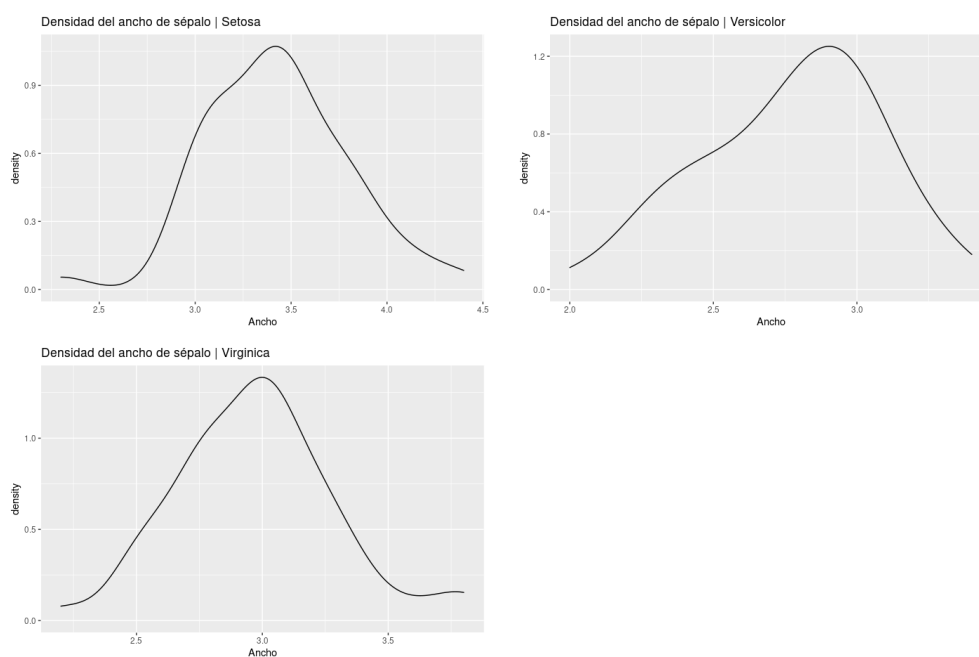 Densidad del ancho de sépalo | Setosa
density
0.9
0.6
0.3
0.0
2.5 3.0 3.5 4.0 4.5
Ancho
Densidad del ancho de sépalo | Versicolor
density
1.2
0.8
0.4
0.0
2.0 2.5 3.0
Ancho
Densidad del ancho de sépalo | Virginica
density
1.0
0.5
0.0
2.5 3.0 3.5
Ancho